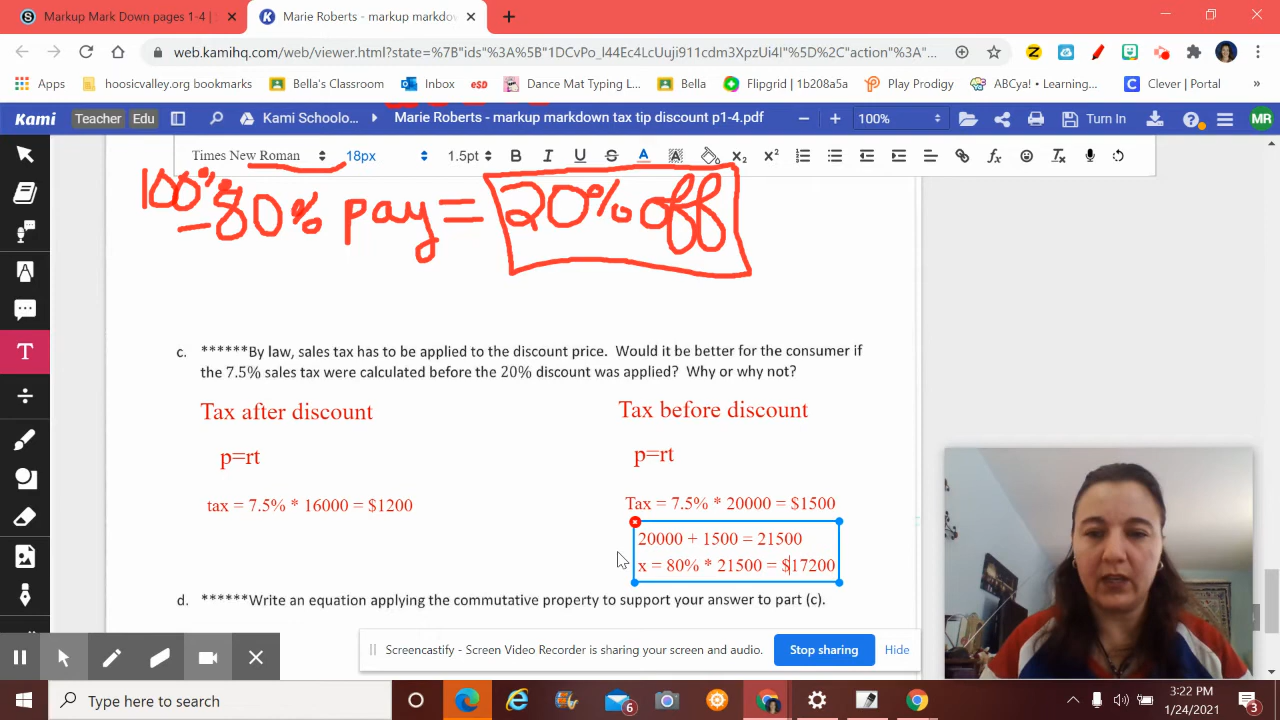 Markup Mark Down pages 1-4 | S
Marie Roberts - markup markdow
web.kamihq.com/web/viewer.html?state=%7B"ids"%3A%5B"1DCvPo_l44Ec4LcUuji911cdm3XpzUi4l"%5D%2C"action"%3A"...
Apps
hoosicvalley.org bookmarks
Bella's Classroom
Inbox
esd
Dance Mat Typing L...
Bella
Flipgrid | 1b208a5a
Play Prodigy
ABCya! • Learning...
Clever | Portal
Kami
Teacher
Edu
Kami Schoolo...
Marie Roberts - markup markdown tax tip discount p1-4.pdf
100%
Turn In
MR
Times New Roman
18px
1.5pt
100%
-80% pay = 20% off
c. ******By law, sales tax has to be applied to the discount price. Would it be better for the consumer if
the 7.5% sales tax were calculated before the 20% discount was applied? Why or why not?
Tax after discount
Tax before discount
p=rt
p=rt
tax = 7.5% * 16000 = $1200
Tax = 7.5% * 20000 = $1500
20000 + 1500 = 21500
x = 80% * 21500 = $17200
d. ******Write an equation applying the commutative property to support your answer to part (c).
Screencastify - Screen Video Recorder is sharing your screen and audio.
Stop sharing
Hide
Type here to search
6
3:22 PM
1/24/2021
3